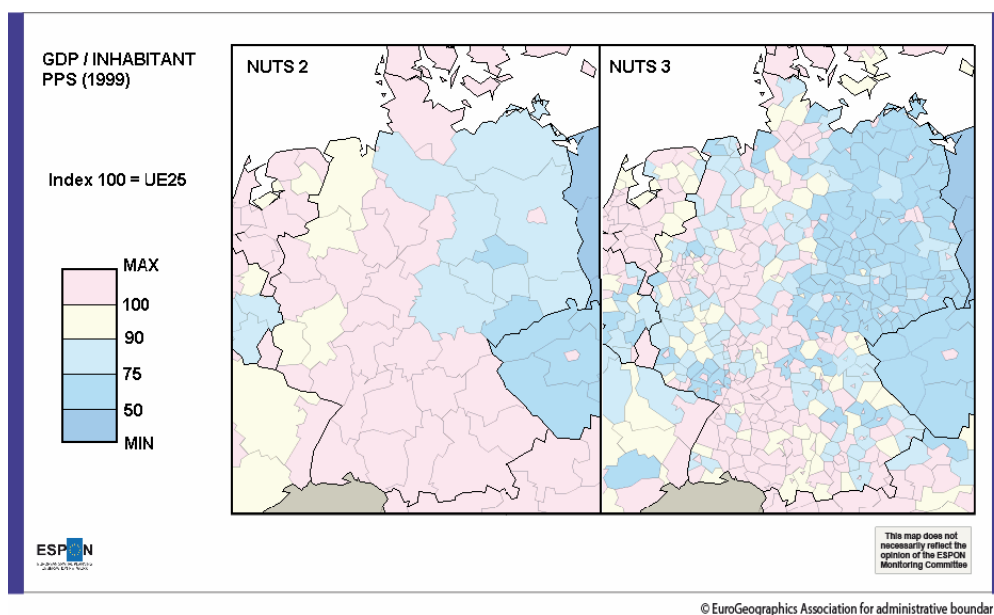 GDP / INHABITANT
PPS (1999)
NUTS 2
NUTS 3
Index 100 = UE25
MAX
100
90
75
50
MIN
ESPON
This map does not
necessarily reflect the
opinion of the ESPON
Monitoring Committee
© EuroGeographics Association for administrative boundar